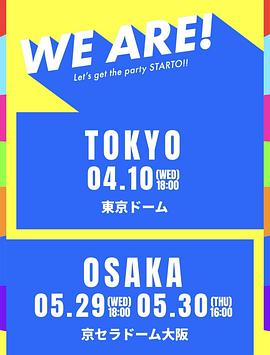 WE ARE!
Let's get the party STARTO!!
TOKYO
04.10 (WED) 18:00
東京ドーム
OSAKA
05.29 (WED) 18:00 05.30 (THU) 16:00
京セラドーム大阪